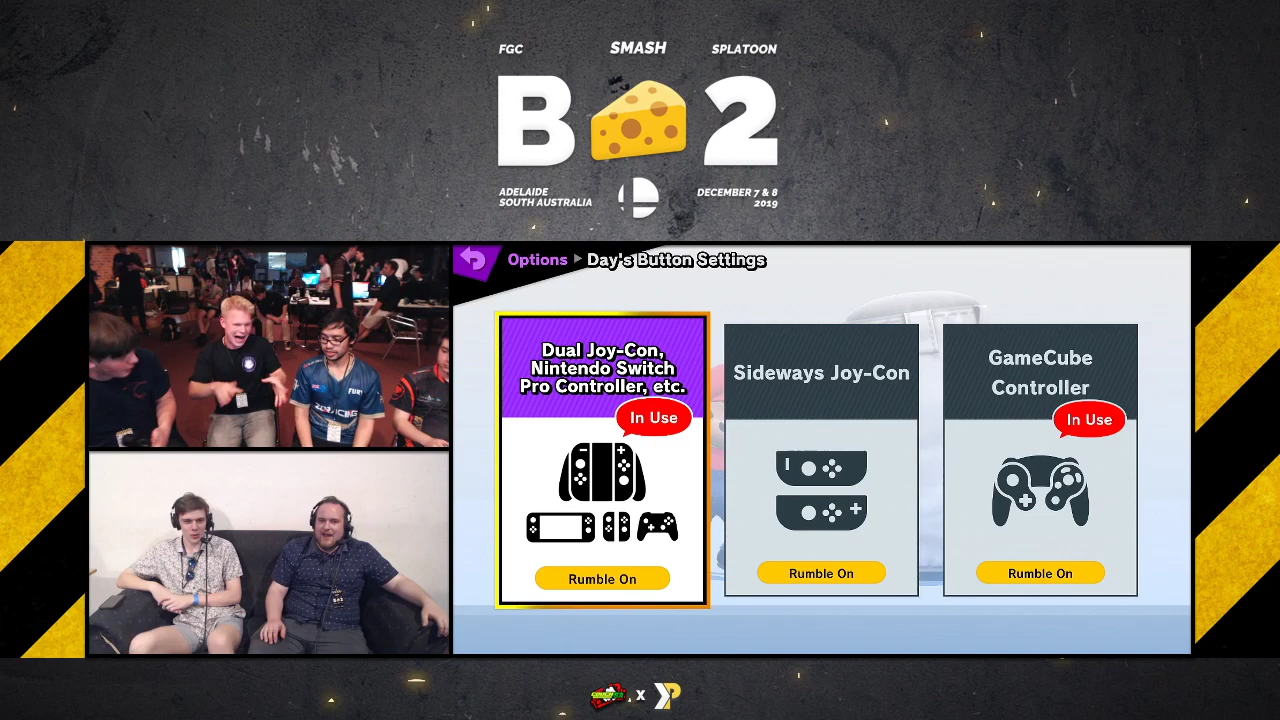 FGC SMASH SPLATOON
B 2
ADELAIDE
SOUTH AUSTRALIA
DECEMBER 7 & 8
2019
Options ▸ Day's Button Settings
Dual Joy-Con,
Nintendo Switch
Pro Controller, etc.
In Use
Rumble On
Sideways Joy-Con
Rumble On
GameCube
Controller
In Use
Rumble On
X
XP